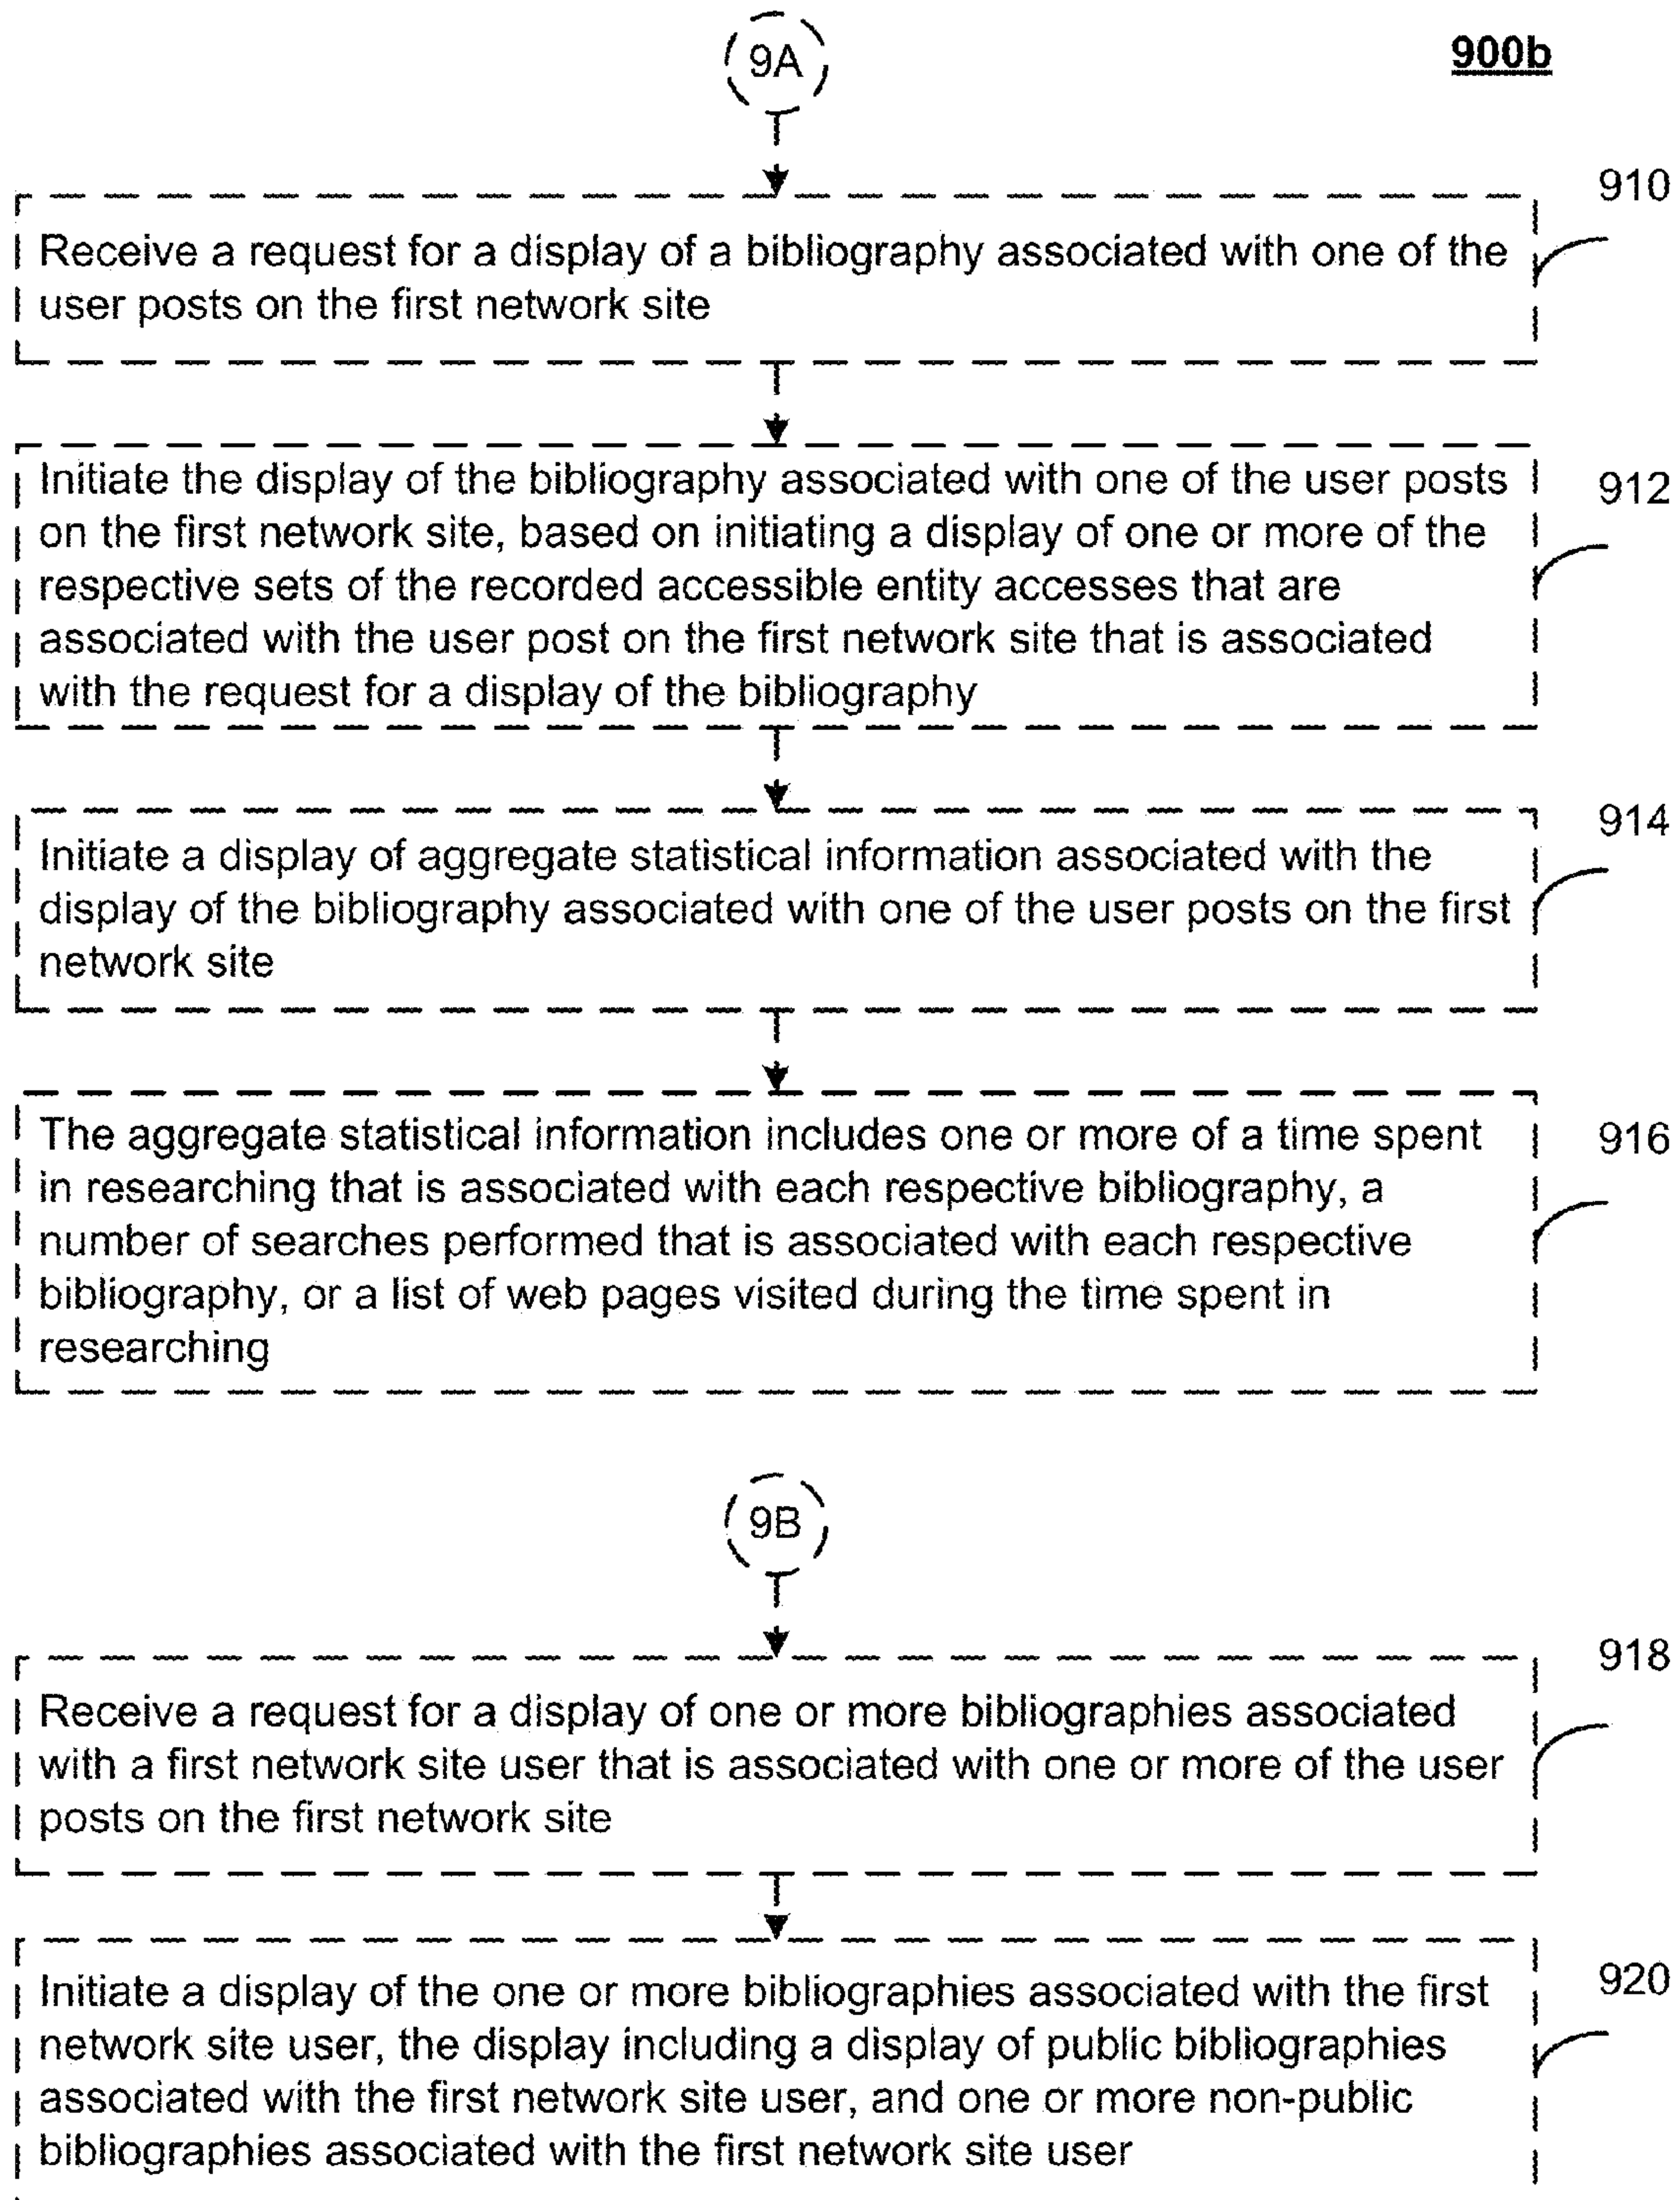 9A
900b
910
Receive a request for a display of a bibliography associated with one of the
user posts on the first network site
Initiate the display of the bibliography associated with one of the user posts
912
on the first network site, based on initiating a display of one or more of the
respective sets of the recorded accessible entity accesses that are
associated with the user post on the first network site that is associated
with the request for a display of the bibliography
914
Initiate a display of aggregate statistical information associated with the
display of the bibliography associated with one of the user posts on the first
network site
The aggregate statistical information includes one or more of a time spent
916
in researching that is associated with each respective bibliography, a
number of searches performed that is associated with each respective
bibliography, or a list of web pages visited during the time spent in
researching
9B
918
Receive a request for a display of one or more bibliographies associated
with a first network site user that is associated with one or more of the user
posts on the first network site
920
Initiate a display of the one or more bibliographies associated with the first
network site user, the display including a display of public bibliographies
associated with the first network site user, and one or more non-public
bibliographies associated with the first network site user